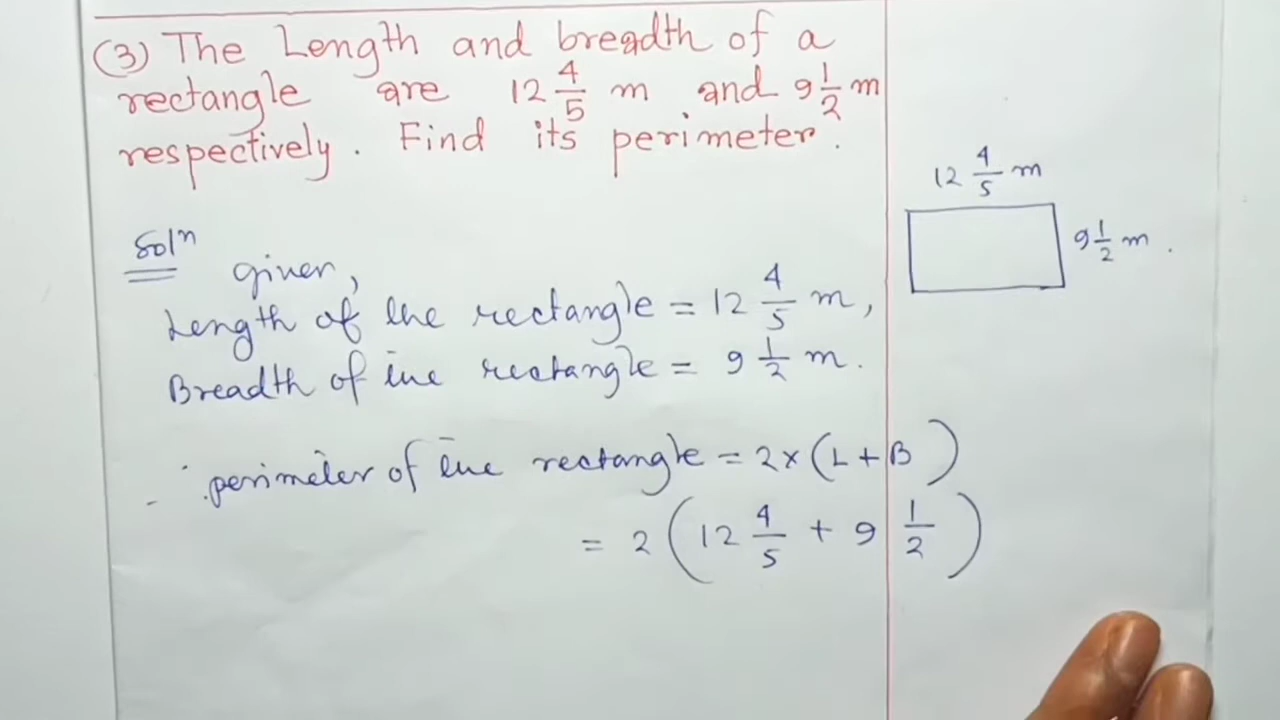 (3) The Length and breadth of a
rectangle are 12 4/5 m and 9 1/2 m
respectively. Find its perimeter.
12 4/5 m
9 1/2 m.
Soln
given,
Length of the rectangle = 12 4/5 m,
Breadth of the rectangle = 9 1/2 m.
perimeter of the rectangle = 2x(L+B)
= 2(12 4/5 + 9 1/2)